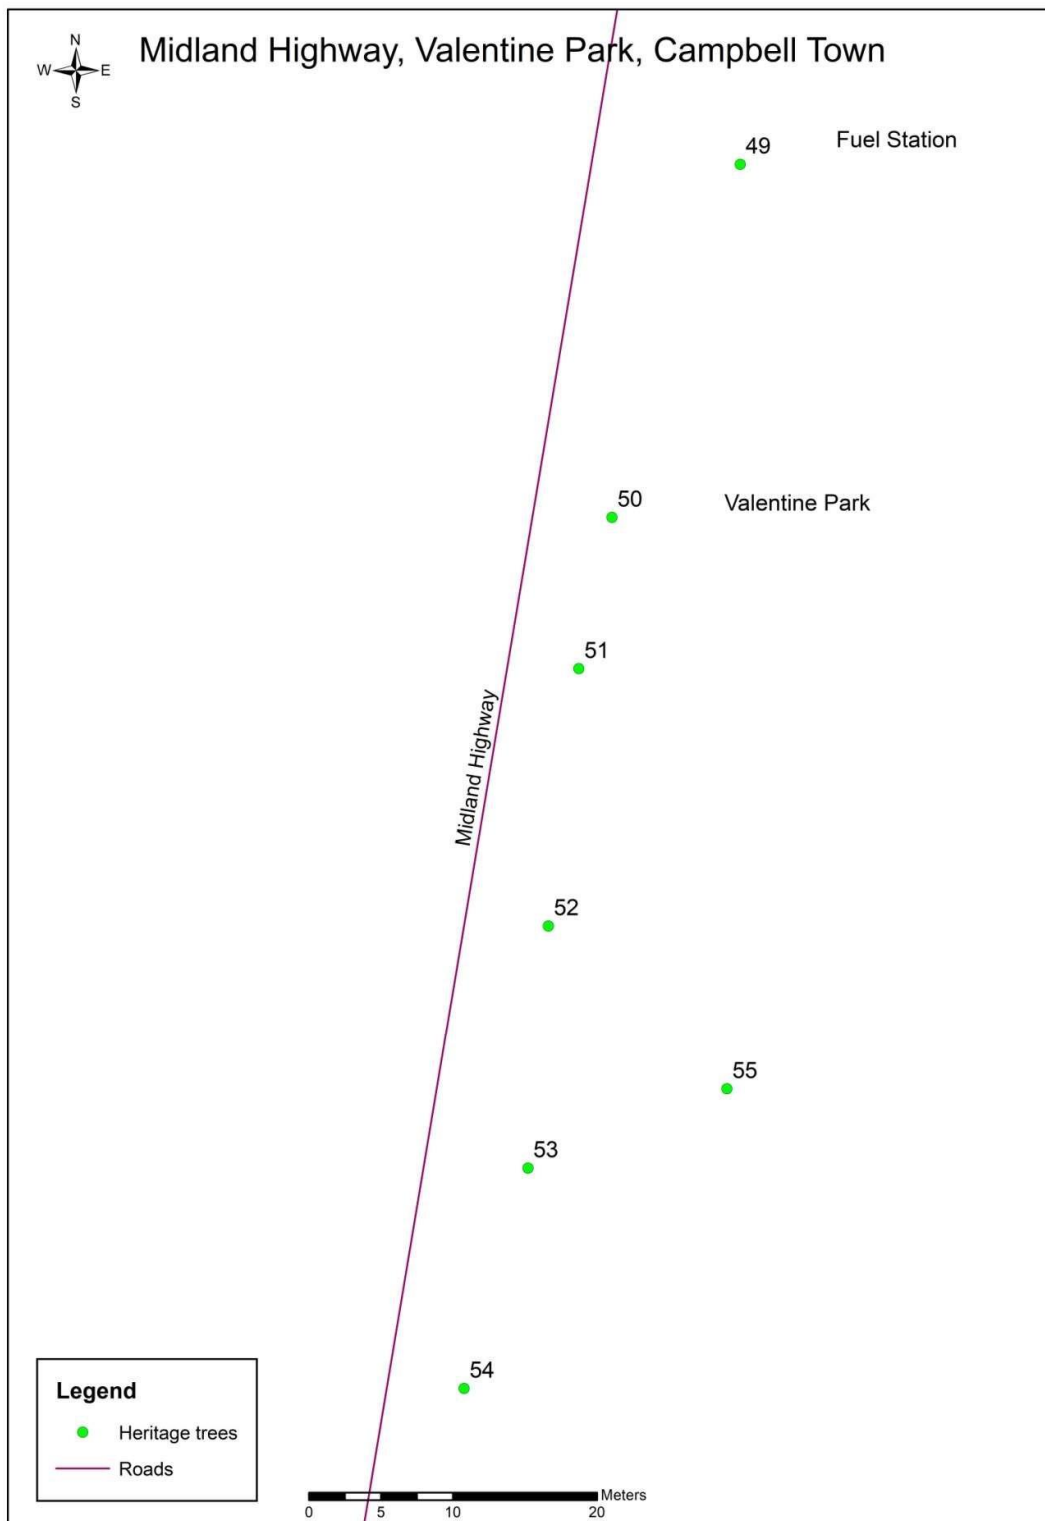 Midland Highway, Valentine Park, Campbell Town
N
W E
S
49
Fuel Station
50
Valentine Park
51
Midland Highway
52
55
53
54
Legend
Heritage trees
Roads
Meters
0 5 10 20